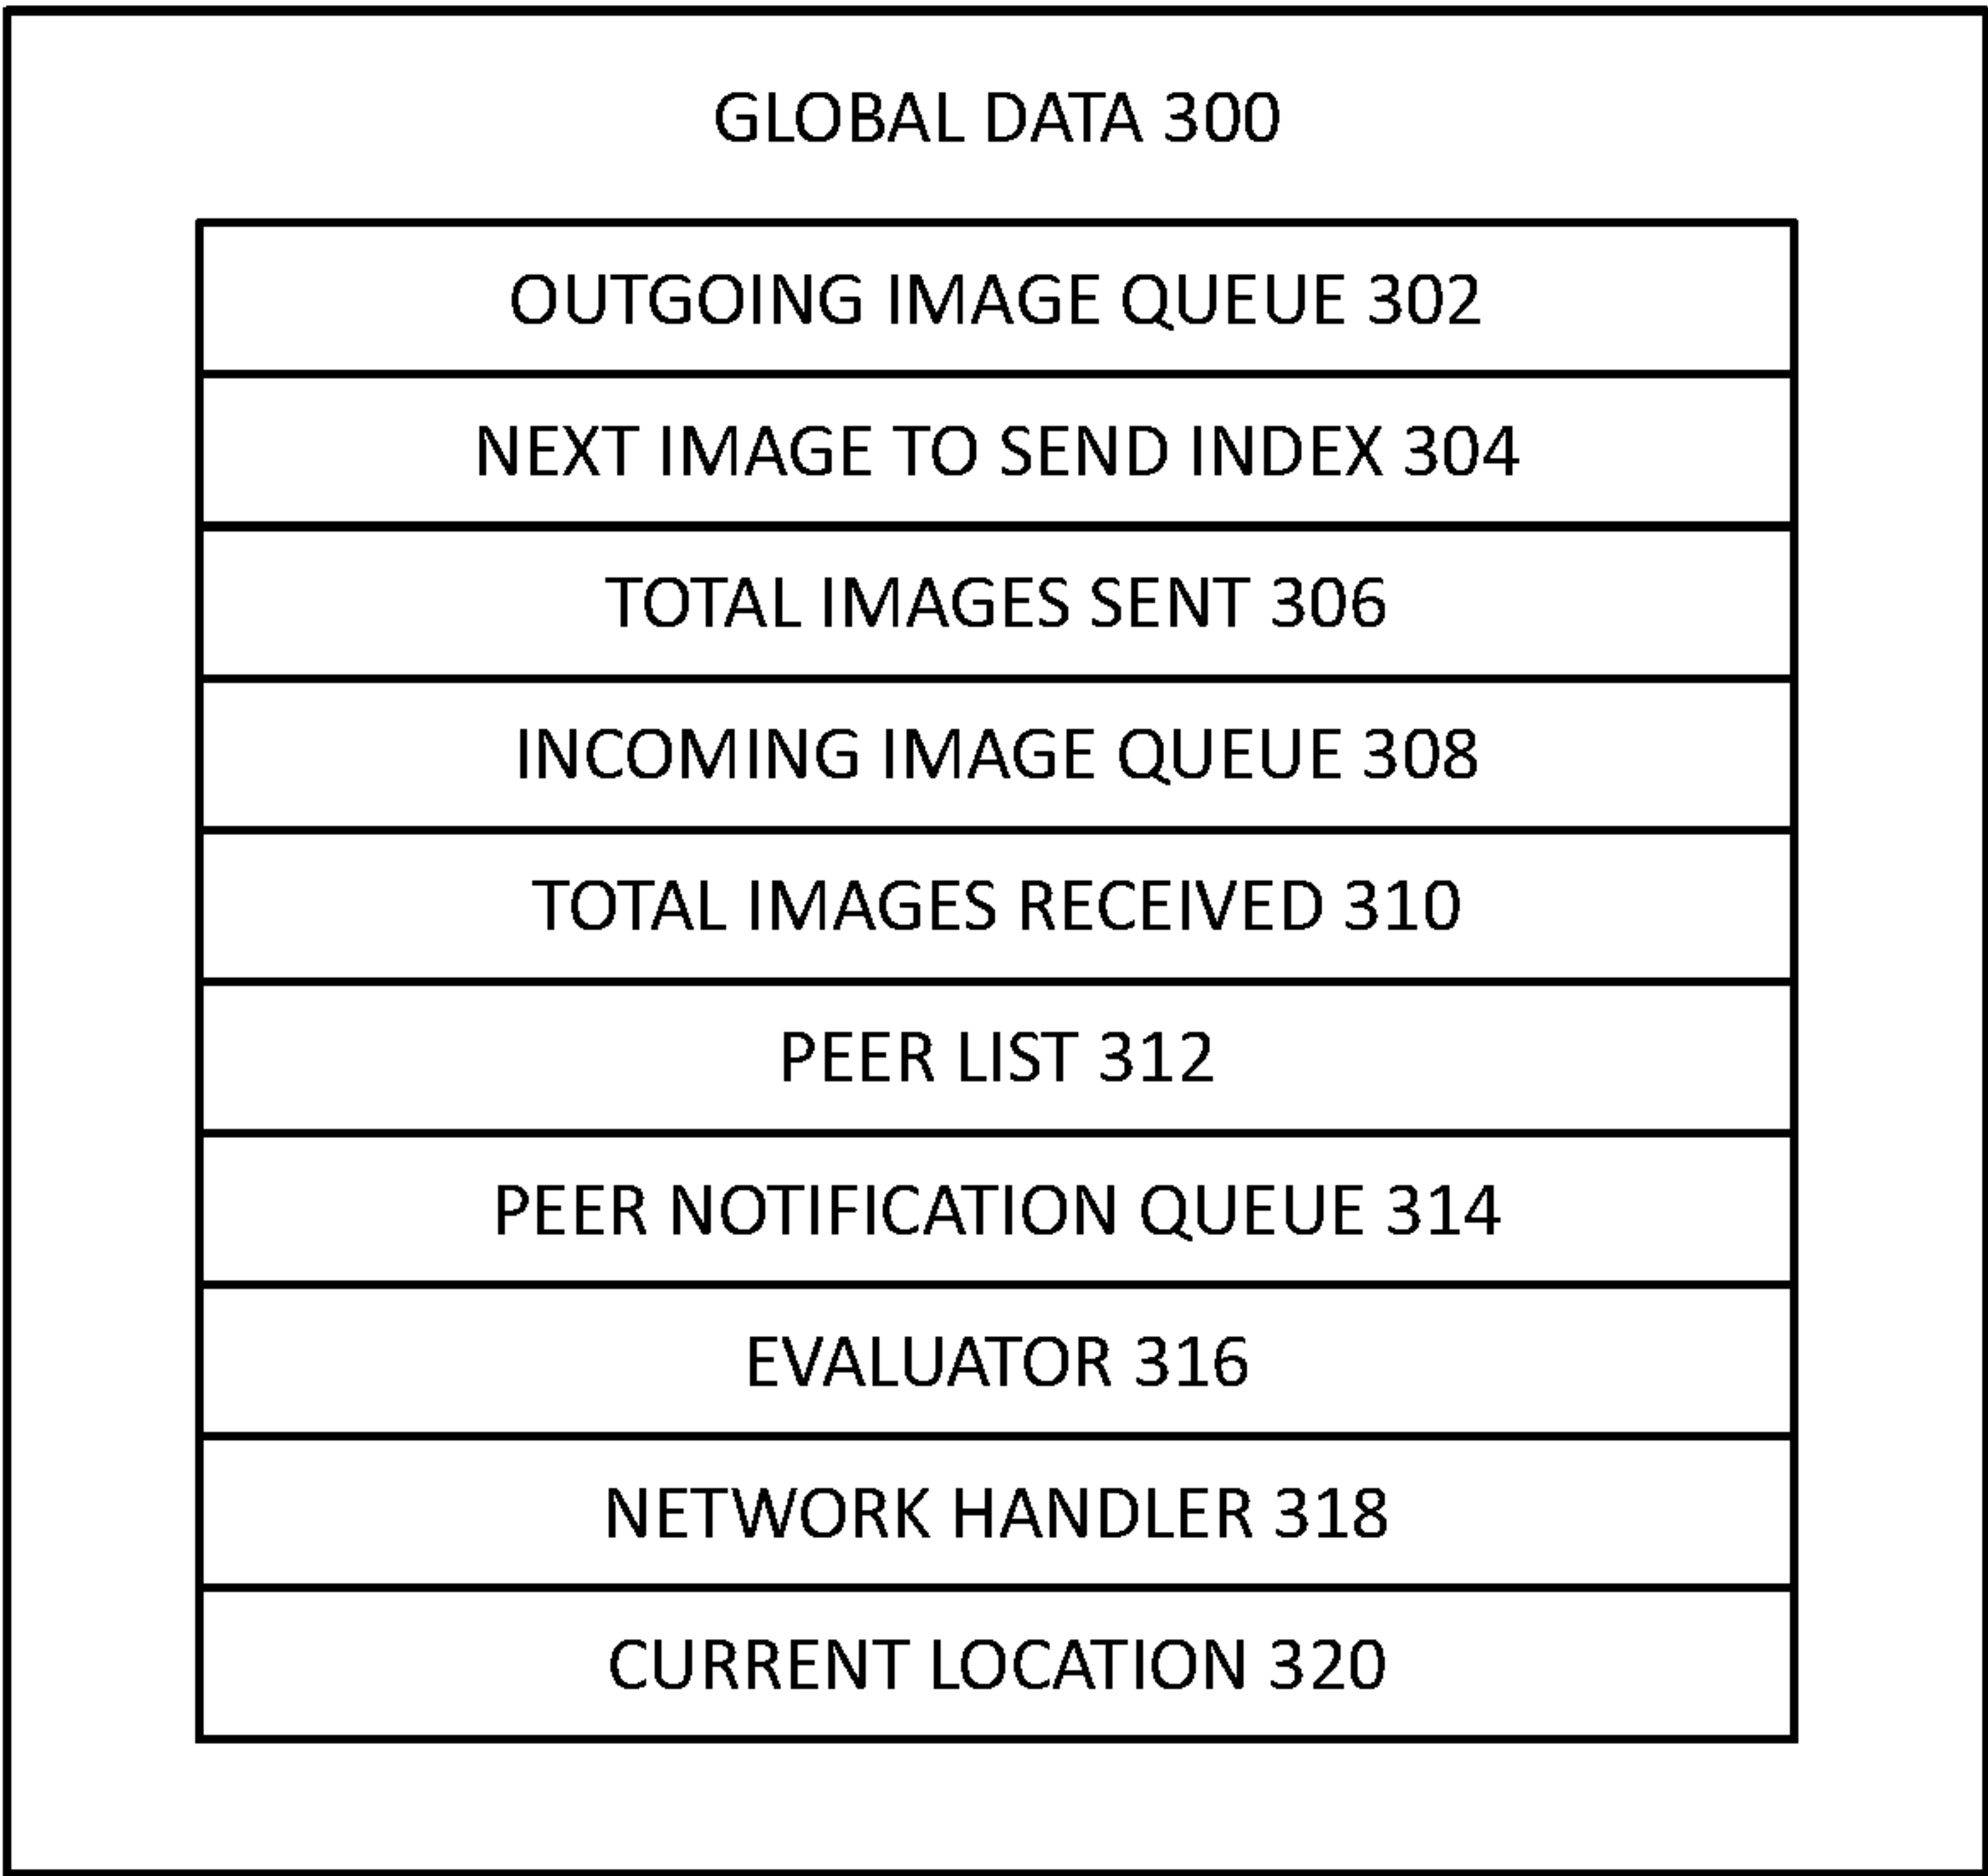 GLOBAL DATA 300
OUTGOING IMAGE QUEUE 302
NEXT IMAGE TO SEND INDEX 304
TOTAL IMAGES SENT 306
INCOMING IMAGE QUEUE 308
TOTAL IMAGES RECEIVED 310
PEER LIST 312
PEER NOTIFICATION QUEUE 314
EVALUATOR 316
NETWORK HANDLER 318
CURRENT LOCATION 320